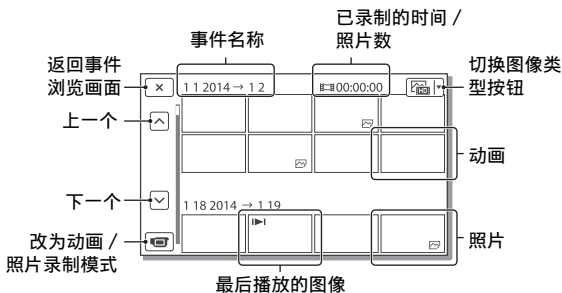 已录制的时间 /
照片数
事件名称
返回事件
浏览画面
切换图像类
型按钮
1 1 2014 → 1 2
00:00:00
HD
上一个
动画
下一个
1 18 2014 → 1 19
改为动画 /
照片录制模式
照片
最后播放的图像